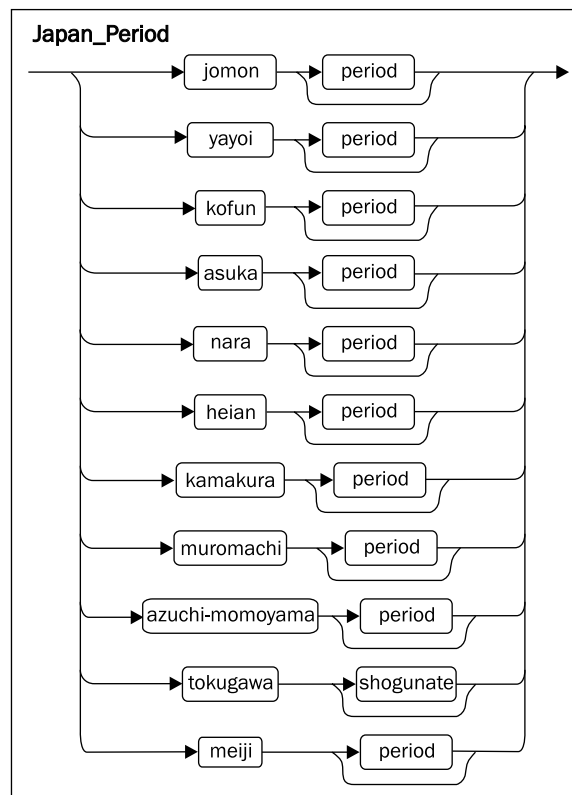 Japan_Period
jomon period
yayoi period
kofun period
asuka period
nara period
heian period
kamakura period
muromachi period
azuchi-momoyama period
tokugawa shogunate
meiji period